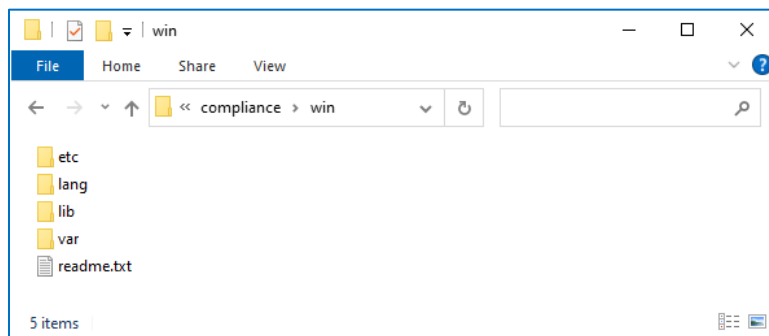 win
File Home Share View
« compliance › win
etc
lang
lib
var
readme.txt
5 items